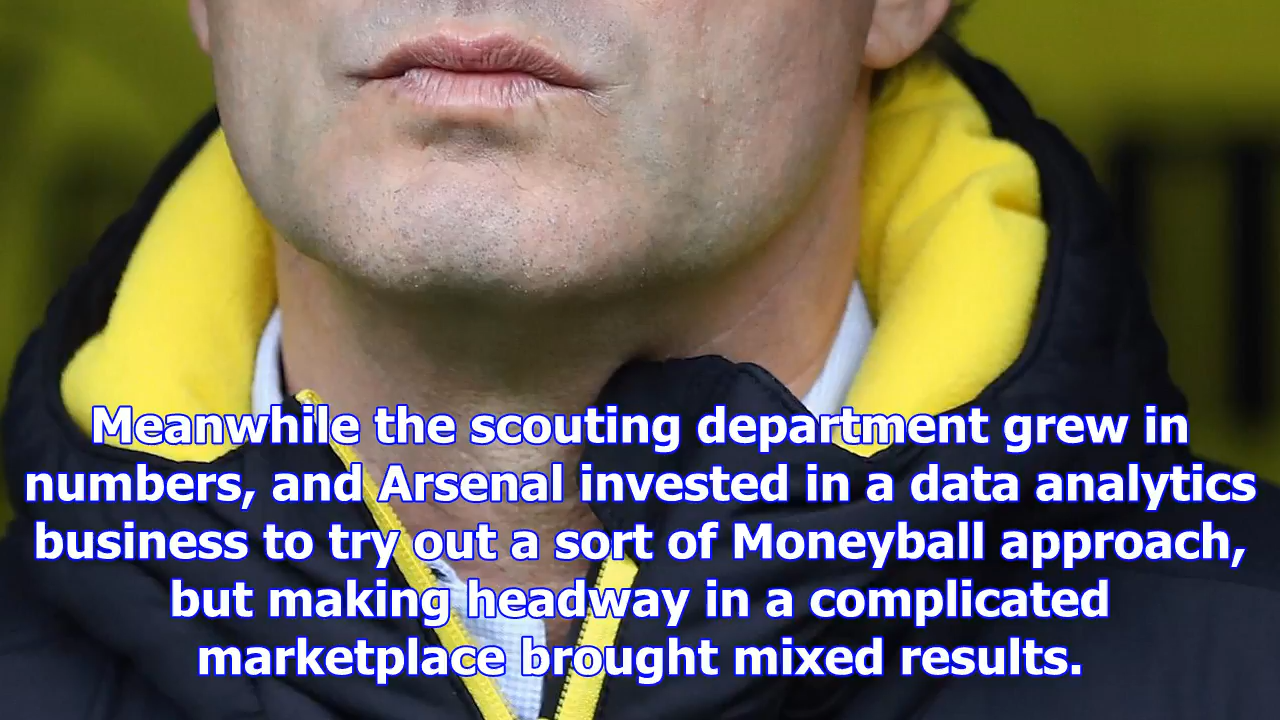 Meanwhile the scouting department grew in
numbers, and Arsenal invested in a data analytics
business to try out a sort of Moneyball approach,
but making headway in a complicated
marketplace brought mixed results.